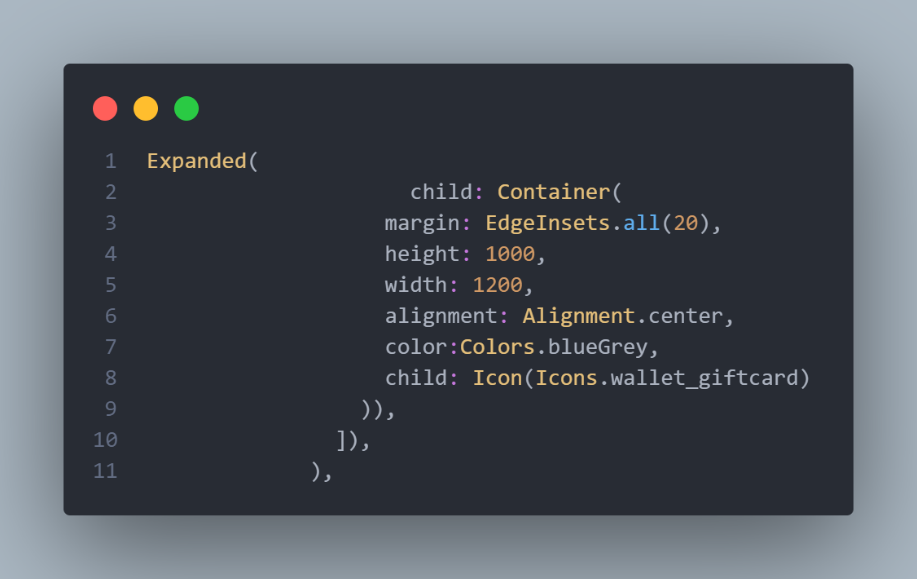 1 Expanded(
2 child: Container(
3 margin: EdgeInsets.all(20),
4 height: 1000,
5 width: 1200,
6 alignment: Alignment.center,
7 color:Colors.blueGrey,
8 child: Icon(Icons.wallet_giftcard)
9 )),
10 ]),
11 ),